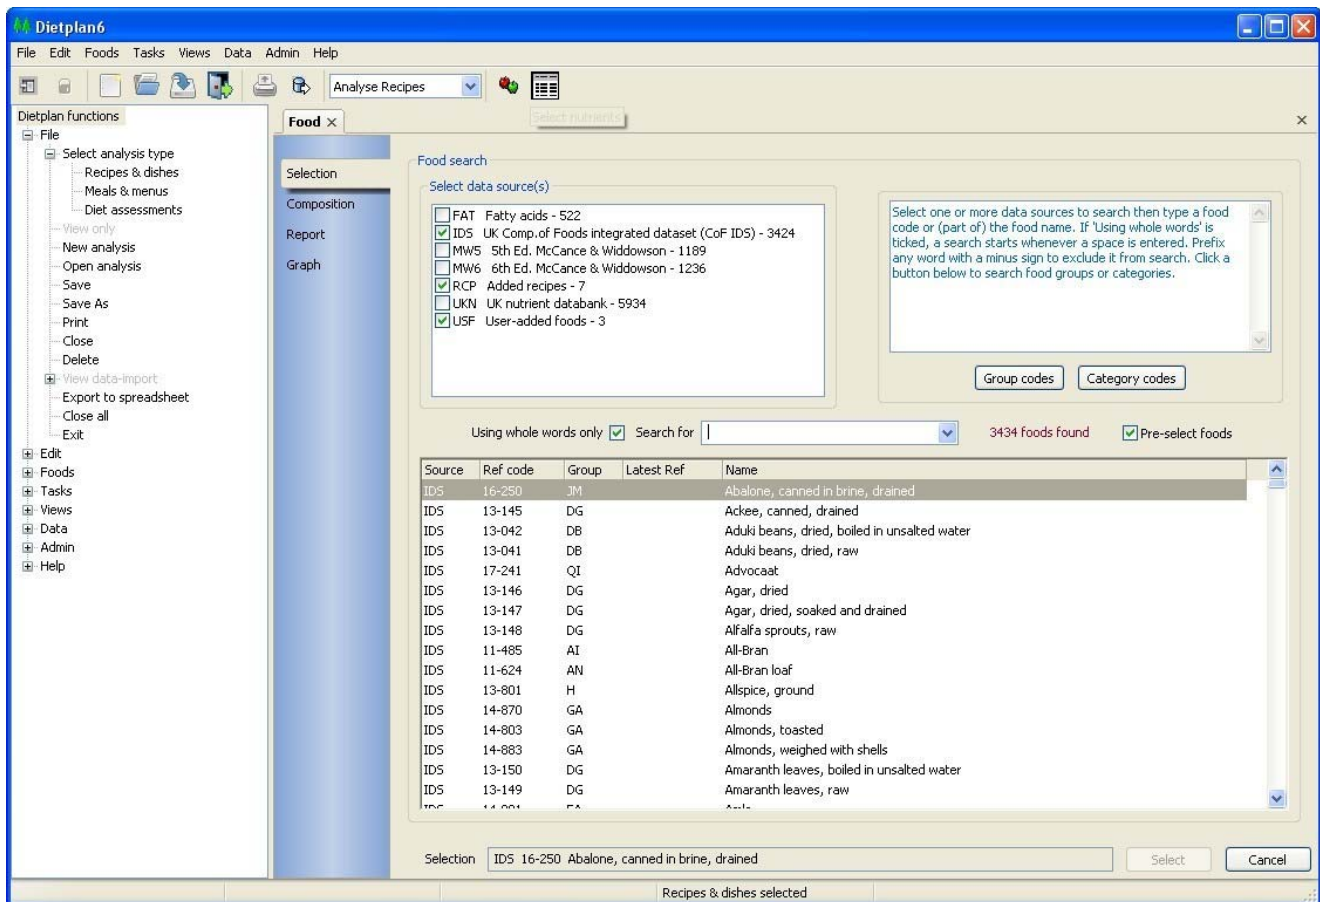 Dietplan6
File Edit Foods Tasks Views Data Admin Help
Analyse Recipes
Select nutrients
Dietplan functions
File
Select analysis type
Recipes & dishes
Meals & menus
Diet assessments
View only
New analysis
Open analysis
Save
Save As
Print
Close
Delete
View data-import
Export to spreadsheet
Close all
Exit
Edit
Foods
Tasks
Views
Data
Admin
Help
Food
Selection
Composition
Report
Graph
Food search
Select data source(s)
FAT Fatty acids - 522
IDS UK Comp.of Foods integrated dataset (CoF IDS) - 3424
MW5 5th Ed. McCance & Widdowson - 1189
MW6 6th Ed. McCance & Widdowson - 1236
RCP Added recipes - 7
UKN UK nutrient databank - 5934
USF User-added foods - 3
Select one or more data sources to search then type a food
code or (part of) the food name. If 'Using whole words' is
ticked, a search starts whenever a space is entered. Prefix
any word with a minus sign to exclude it from search. Click a
button below to search food groups or categories.
Group codes Category codes
Using whole words only Search for 3434 foods found Pre-select foods
Source Ref code Group Latest Ref Name
IDS 16-250 JM Abalone, canned in brine, drained
IDS 13-145 DG Ackee, canned, drained
IDS 13-042 DB Aduki beans, dried, boiled in unsalted water
IDS 13-041 DB Aduki beans, dried, raw
IDS 17-241 QI Advocaat
IDS 13-146 DG Agar, dried
IDS 13-147 DG Agar, dried, soaked and drained
IDS 13-148 DG Alfalfa sprouts, raw
IDS 11-485 AI All-Bran
IDS 11-624 AN All-Bran loaf
IDS 13-801 H Allspice, ground
IDS 14-870 GA Almonds
IDS 14-803 GA Almonds, toasted
IDS 14-883 GA Almonds, weighed with shells
IDS 13-150 DG Amaranth leaves, boiled in unsalted water
IDS 13-149 DG Amaranth leaves, raw
Selection IDS 16-250 Abalone, canned in brine, drained Select Cancel
Recipes & dishes selected